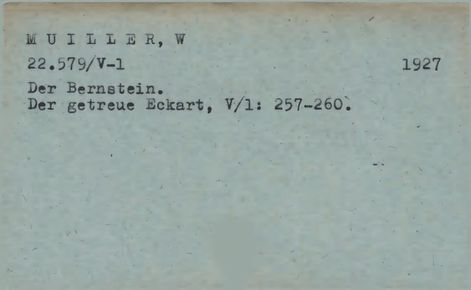 M U I L L E R, W
22.579/V-1 1927
Der Bernstein.
Der getreue Eckart, V/1: 257-260.